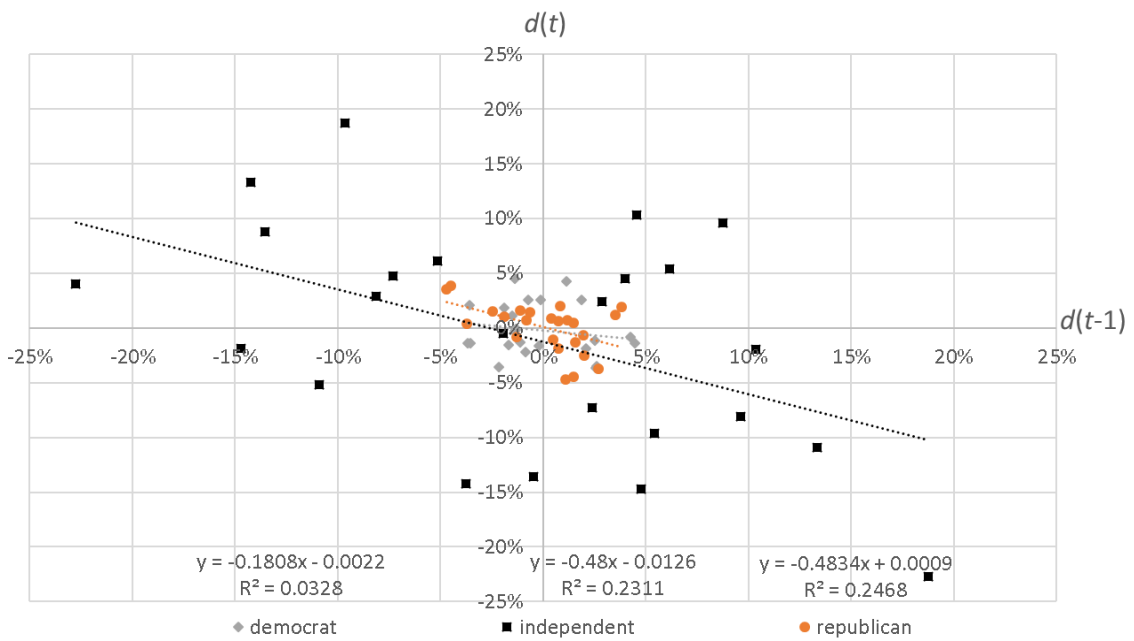 d(t)
25%
20%
15%
10%
5%
0%
d(t-1)
-25%
-20%
-15%
-10%
-5%
0%
5%
10%
15%
20%
25%
-5%
-10%
-15%
-20%
y = -0.1808x - 0.0022
y = -0.48x - 0.0126
y = -0.4834x + 0.0009
R² = 0.0328
R² = 0.2311
R² = 0.2468
-25%
democrat
independent
republican